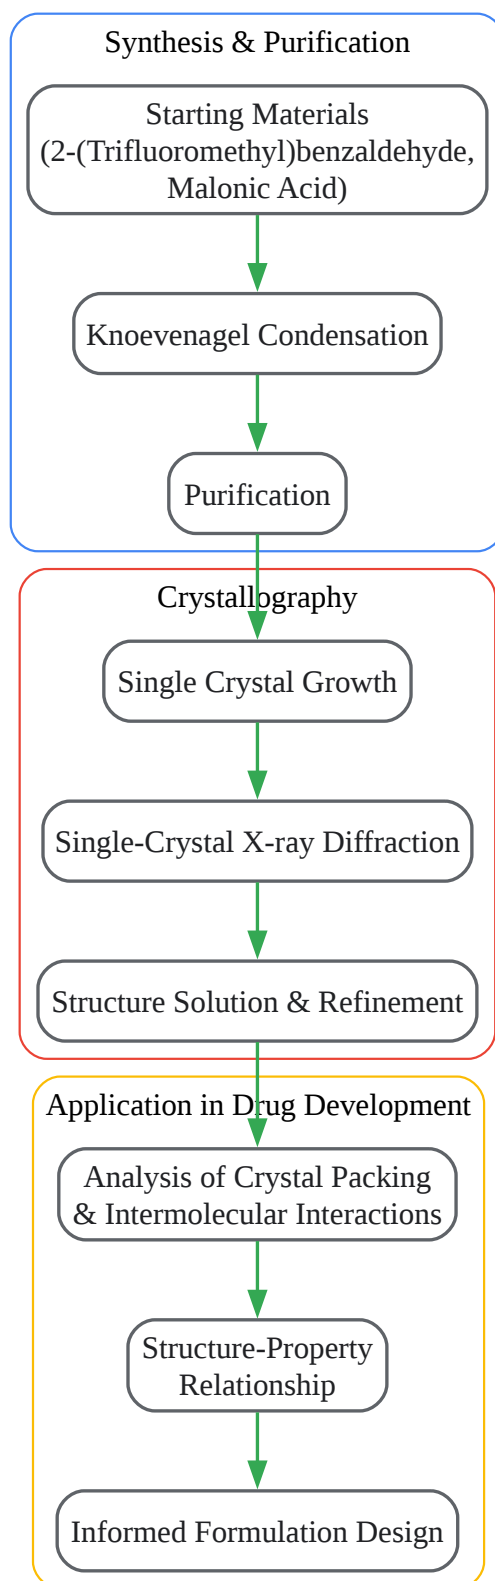 Synthesis & Purification
Starting Materials
(2-(Trifluoromethyl)benzaldehyde,
Malonic Acid)
Knoevenagel Condensation
Purification
Crystallography
Single Crystal Growth
Single-Crystal X-ray Diffraction
Structure Solution & Refinement
Application in Drug Development
Analysis of Crystal Packing
& Intermolecular Interactions
Structure-Property
Relationship
Informed Formulation Design